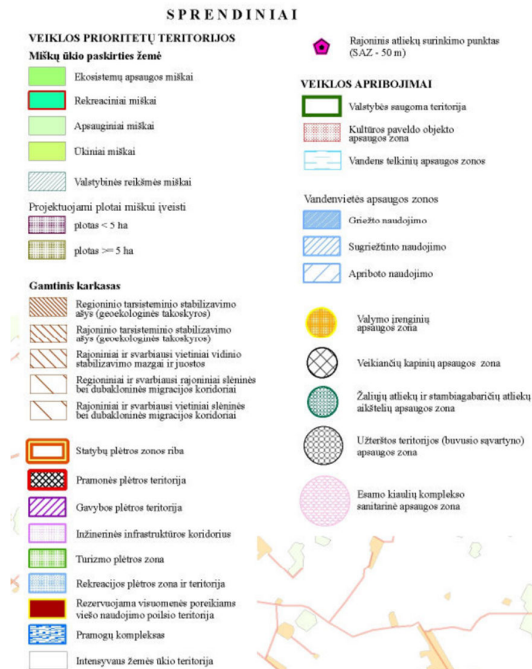 SPRENDINIAI
VEIKLOS PRIORITETŲ TERITORIJOS
Miškų ūkio paskirties žemė
Ekosistemų apsaugos miškai
Rekreaciniai miškai
Apsauginiai miškai
Ūkiniai miškai
Valstybinės reikšmės miškai
Projektuojami plotai miškui įveisti
plotas < 5 ha
plotas >= 5 ha
Gamtinis karkasas
Regioninio tarsisteminio stabilizavimo
ašys (geoekologinės takoskyros)
Rajoninio tarsisteminio stabilizavimo
ašys (geoekologinės takoskyros)
Rajoniniai ir svarbiausi vietiniai vidinio
stabilizavimo mazgai ir juostos
Regioniniai ir svarbiausi rajoniniai slėninės
bei dubakloninės migracijos koridoriai
Rajoniniai ir svarbiausi vietiniai slėninės
bei dubakloninės migracijos koridoriai
Statybų plėtros zonos riba
Pramonės plėtros teritorija
Gavybos plėtros teritorija
Inžinerinės infrastruktūros koridorius
Turizmo plėtros zona
Rekreacijos plėtros zona ir teritorija
Rezervuojama visuomenės poreikiams
viešo naudojimo poilsio teritorija
Pramogų kompleksas
Intensyvaus žemės ūkio teritorija
Rajoninis atliekų surinkimo punktas
(SAZ - 50 m)
VEIKLOS APRIBOJIMAI
Valstybės saugoma teritorija
Kultūros paveldo objekto
apsaugos zona
Vandens telkinių apsaugos zonos
Vandenvietės apsaugos zonos
Griežto naudojimo
Sugriežtinto naudojimo
Apriboto naudojimo
Valymo įrenginių
apsaugos zona
Veikiančių kapinių apsaugos zona
Žaliųjų atliekų ir stambiagabaričių atliekų
aikštelių apsaugos zona
Užterštos teritorijos (buvusio sąvartyno)
apsaugos zona
Esamo kiaulių komplekso
sanitarinė apsaugos zona